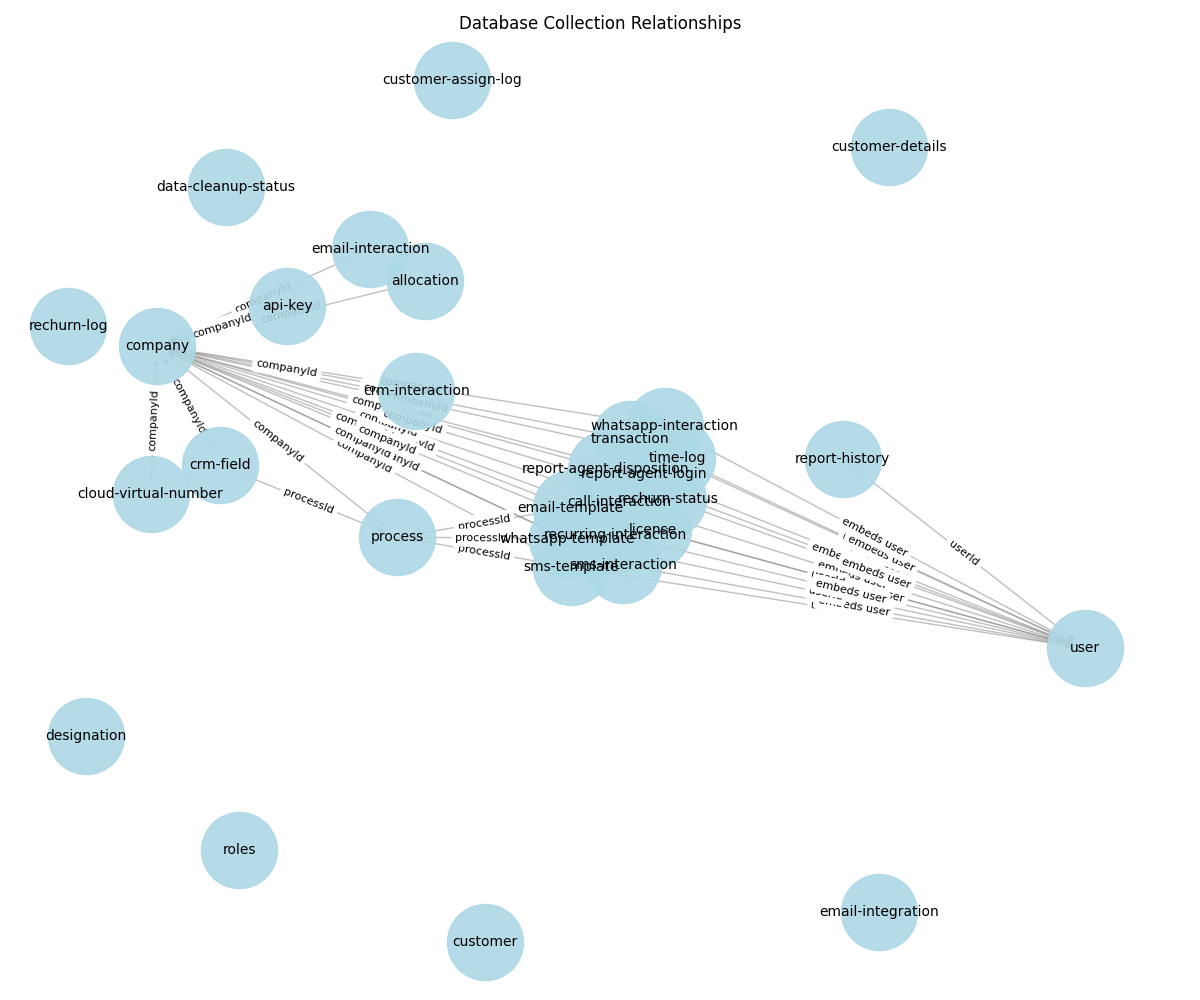 Database Collection Relationships
customer-assign-log
customer-details
data-cleanup-status
email-interaction
allocation
companyId
api-key
companyId
rechurn-log
companyId
company
companyId
crm-interaction
companyId
companyId
companyId
whatsapp-interaction
transaction
time-log
report-history
report-agent-disposition
report-agent-login
companyId
companyId
companyId
companyId
crm-field
cloud-virtual-number
processId
process
processId
processId
processId
email-template
call-interaction
rechurn-status
license
recurring-interaction
whatsapp-template
sms-template
sms-interaction
embeds user
embeds user
embeds user
embeds user
embeds user
userId
user
designation
roles
email-integration
customer